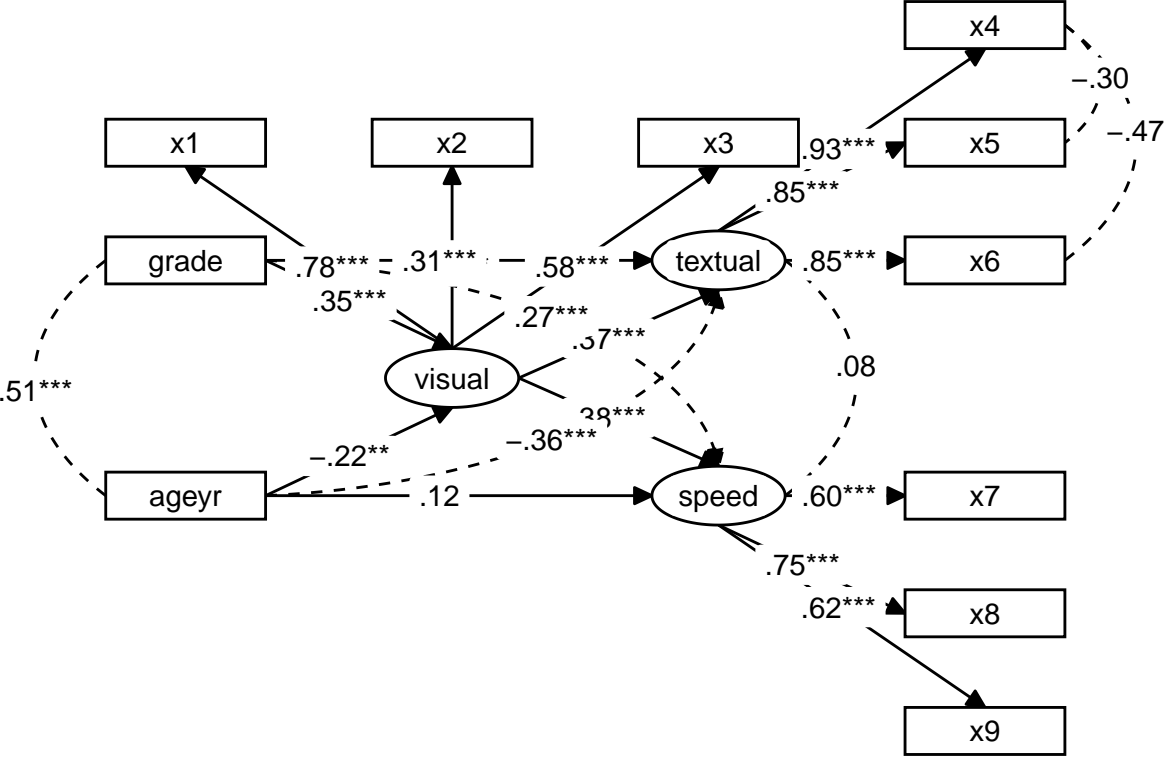 x4
–.30
x1
x2
x3
.93***
x5
–.47
.85***
grade
.78***
.31***
.58***
textual
.85***
x6
.35***
.27***
.37***
visual
.08
.51***
.38***
–.36***
–.22**
ageyr
.12
speed
.60***
x7
.75***
.62***
x8
x9